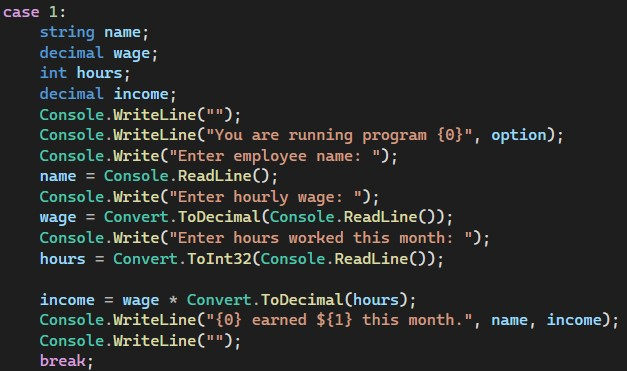 case 1:
string name;
decimal wage;
int hours;
decimal income;
Console.WriteLine("");
Console.WriteLine("You are running program {0}", option);
Console.Write("Enter employee name: ");
name = Console.ReadLine();
Console.Write("Enter hourly wage: ");
wage = Convert.ToDecimal(Console.ReadLine());
Console.Write("Enter hours worked this month: ");
hours = Convert.ToInt32(Console.ReadLine());
income = wage * Convert.ToDecimal(hours);
Console.WriteLine("{0} earned ${1} this month.", name, income);
Console.WriteLine("");
break;